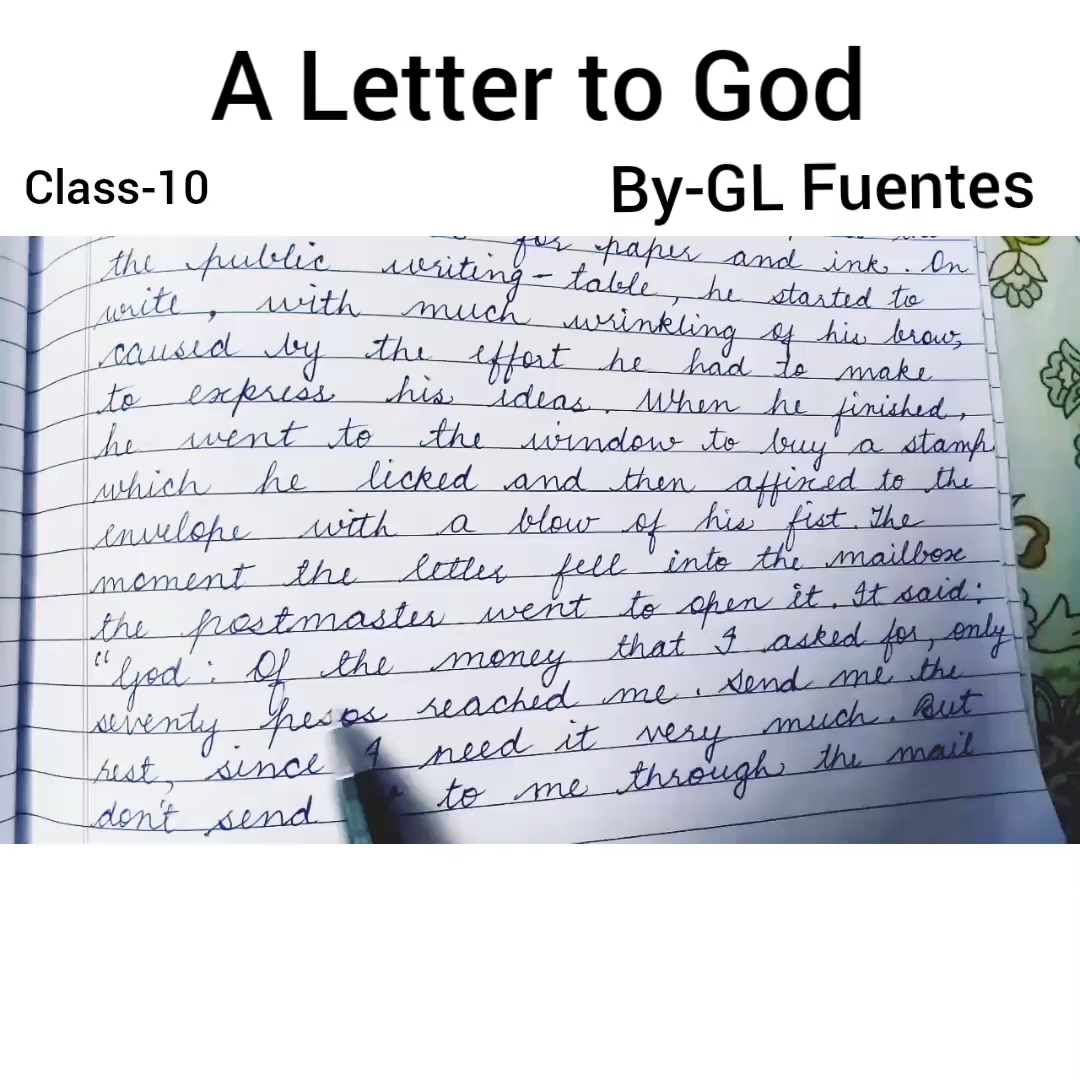 A Letter to God
Class-10
By-GL Fuentes
for paper and ink. On
the public writing-table, he started to
write, with much wrinkling of his brow,
caused by the effort he had to make
to express his ideas. When he finished,
he went to the window to buy a stamp
which he licked and then affixed to the
envelope with a blow of his fist. The
moment the letter fell into the mailbox
the postmaster went to open it. It said:
"God: Of the money that I asked for, only
seventy pesos reached me. Send me the
rest, since I need it very much. But
don't send to me through the mail